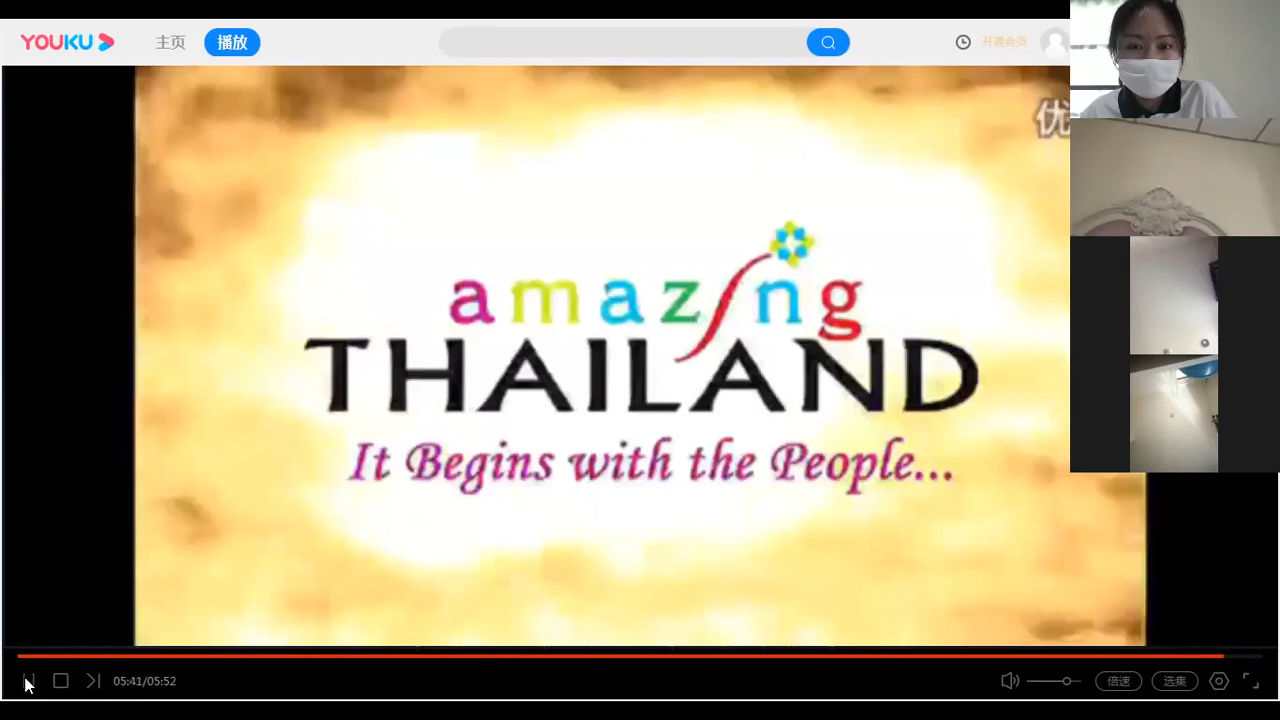 YOUKU 主页 播放 开通会员
优
amazing
THAILAND
It Begins with the People...
05:41/05:52 倍速 选集